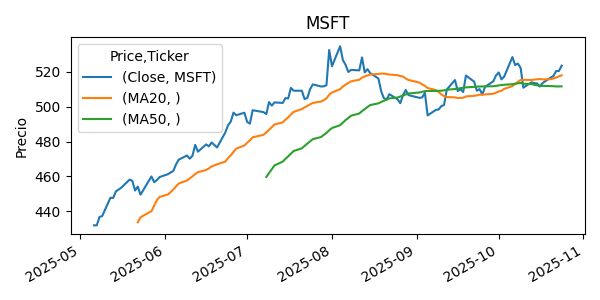 MSFT
Price,Ticker
(Close, MSFT)
(MA20, )
(MA50, )
Precio
520
500
480
460
440
2025-05
2025-06
2025-07
2025-08
2025-09
2025-10
2025-11